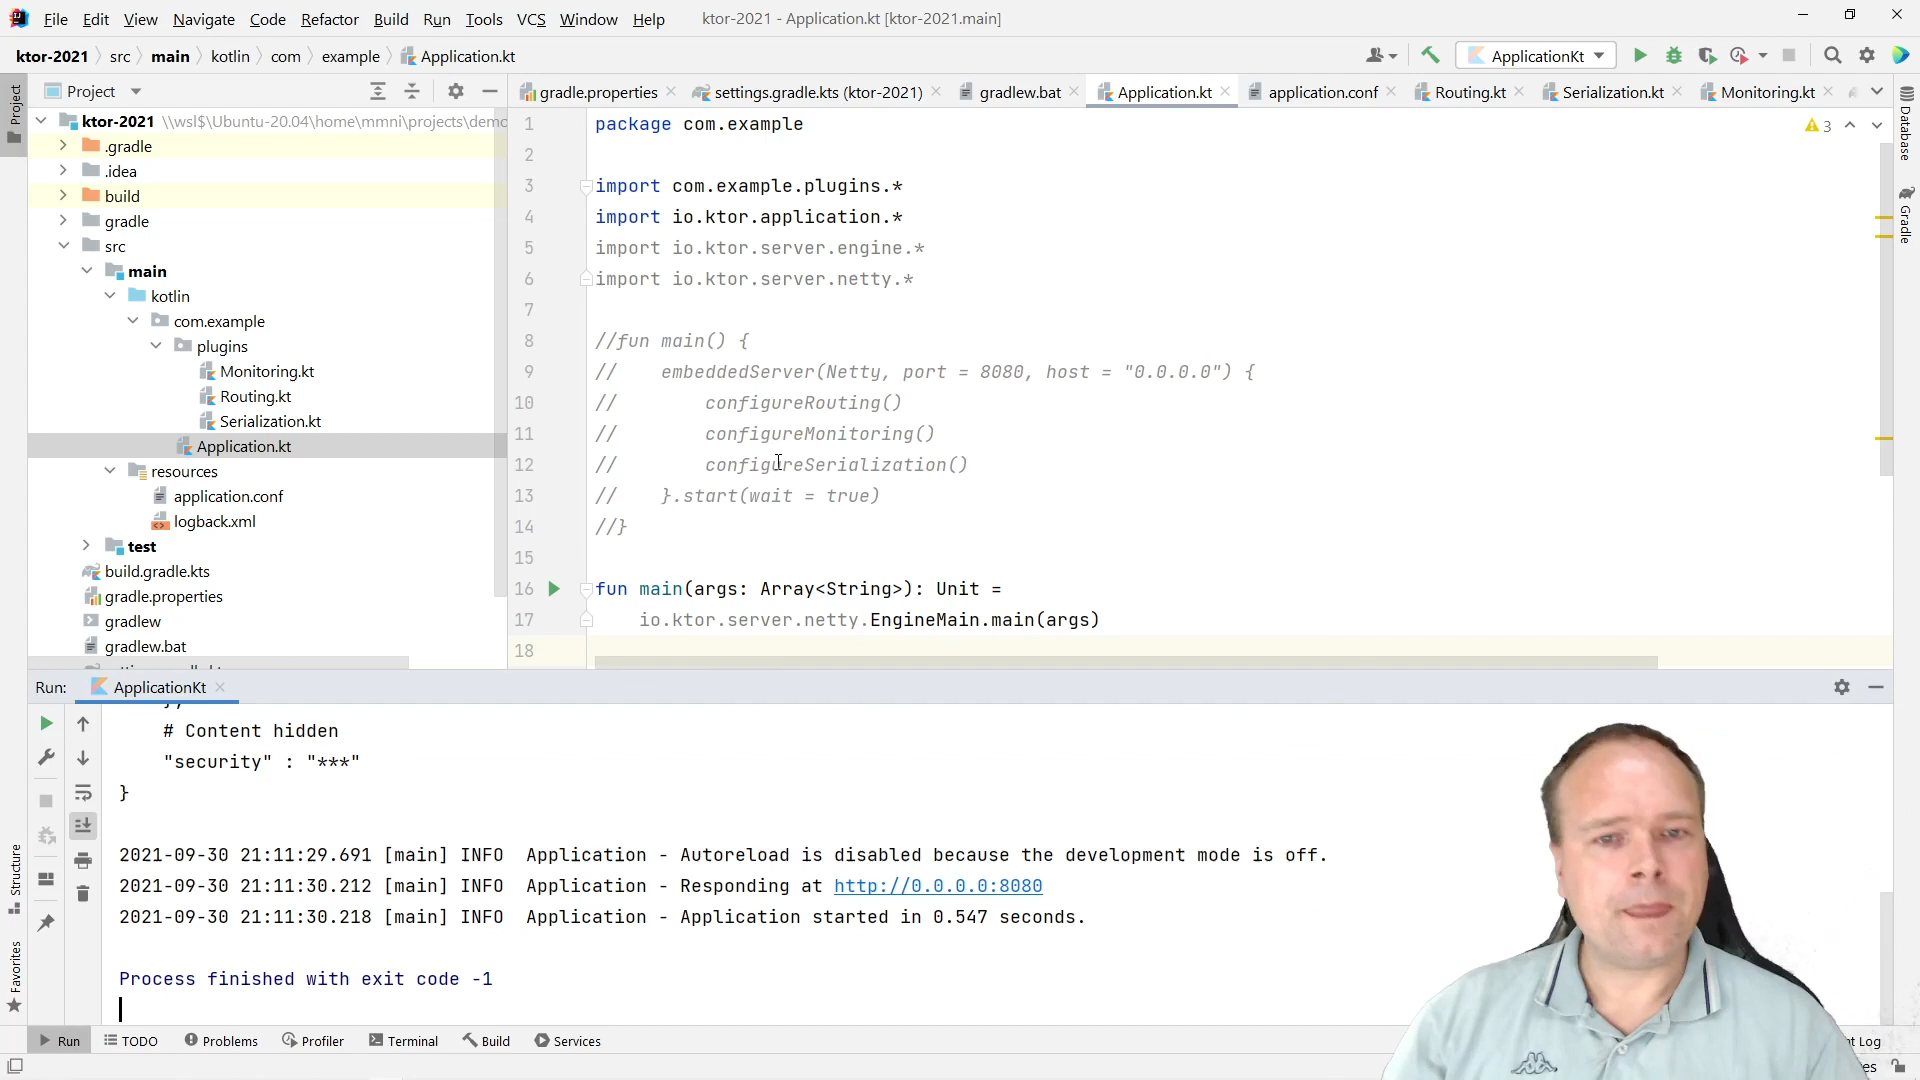 File Edit View Navigate Code Refactor Build Run Tools VCS Window Help ktor-2021 - Application.kt [ktor-2021.main]
ktor-2021 src main kotlin com example Application.kt ApplicationKt
Project
gradle.properties settings.gradle.kts (ktor-2021) gradlew.bat Application.kt application.conf Routing.kt Serialization.kt Monitoring.kt
Project
Database
Gradle
Structure
Favorites
ktor-2021 \\wsl$\Ubuntu-20.04\home\mmni\projects\demo
.gradle
.idea
build
gradle
src
main
kotlin
com.example
plugins
Monitoring.kt
Routing.kt
Serialization.kt
Application.kt
resources
application.conf
logback.xml
test
build.gradle.kts
gradle.properties
gradlew
gradlew.bat
3
1 package com.example
2
3 import com.example.plugins.*
4 import io.ktor.application.*
5 import io.ktor.server.engine.*
6 import io.ktor.server.netty.*
7
8 //fun main() {
9 // embeddedServer(Netty, port = 8080, host = "0.0.0.0") {
10 // configureRouting()
11 // configureMonitoring()
12 // configureSerialization()
13 // }.start(wait = true)
14 //}
15
16 fun main(args: Array<String>): Unit =
17 io.ktor.server.netty.EngineMain.main(args)
18
Run: ApplicationKt
# Content hidden
"security" : "***"
}
2021-09-30 21:11:29.691 [main] INFO Application - Autoreload is disabled because the development mode is off.
2021-09-30 21:11:30.212 [main] INFO Application - Responding at http://0.0.0.0:8080
2021-09-30 21:11:30.218 [main] INFO Application - Application started in 0.547 seconds.
Process finished with exit code -1
Run TODO Problems Profiler Terminal Build Services
Log